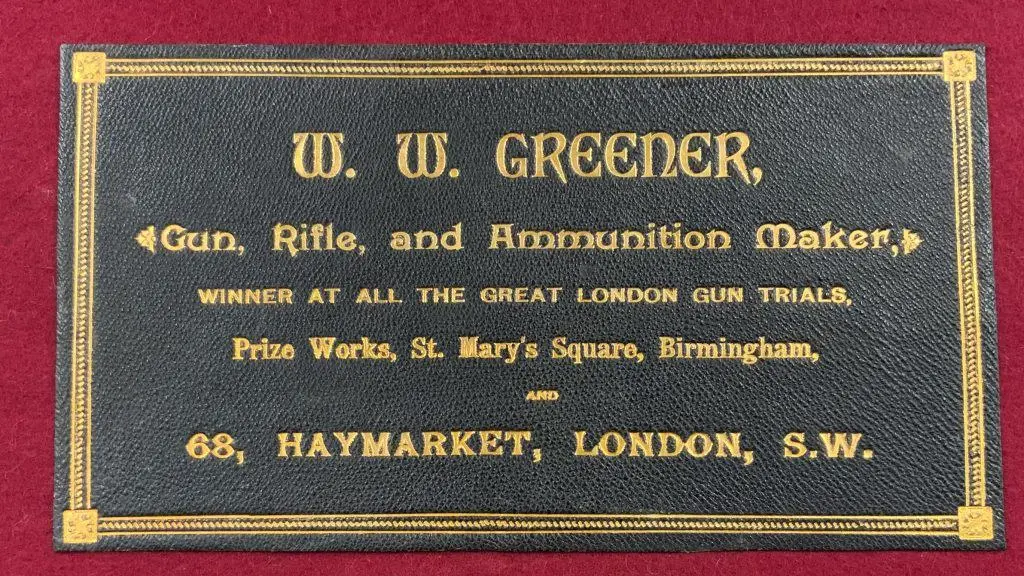 W. W. GREENER,
Gun, Rifle, and Ammunition Maker,
WINNER AT ALL THE GREAT LONDON GUN TRIALS,
Prize Works, St. Mary's Square, Birmingham,
AND
68, HAYMARKET, LONDON, S.W.